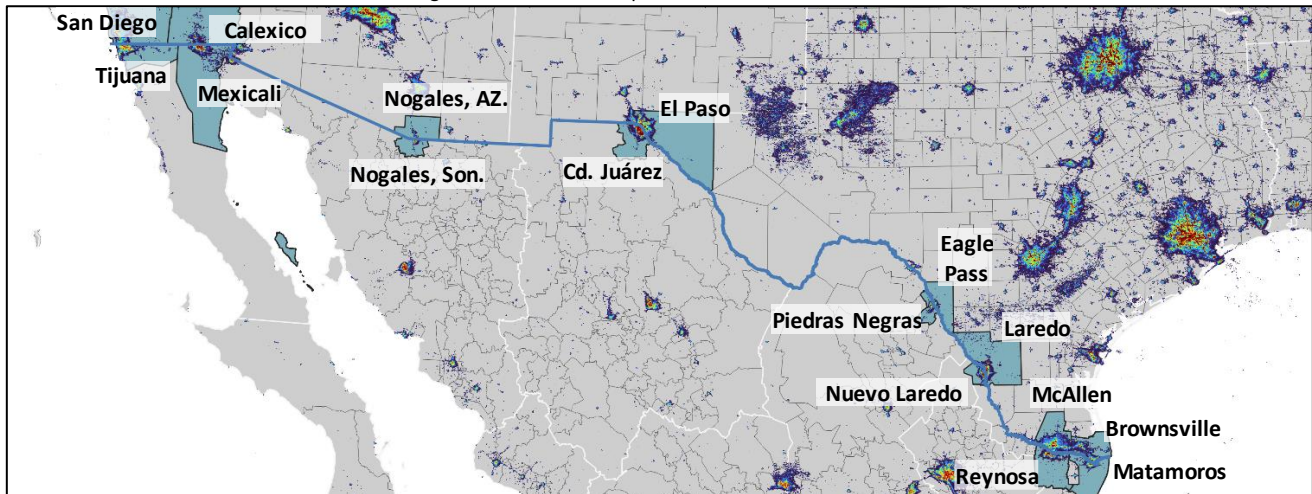 San Diego
Calexico
Tijuana
Mexicali
Nogales, AZ.
Nogales, Son.
El Paso
Cd. Juárez
Eagle
Pass
Piedras Negras
Laredo
Nuevo Laredo
McAllen
Brownsville
Reynosa
Matamoros